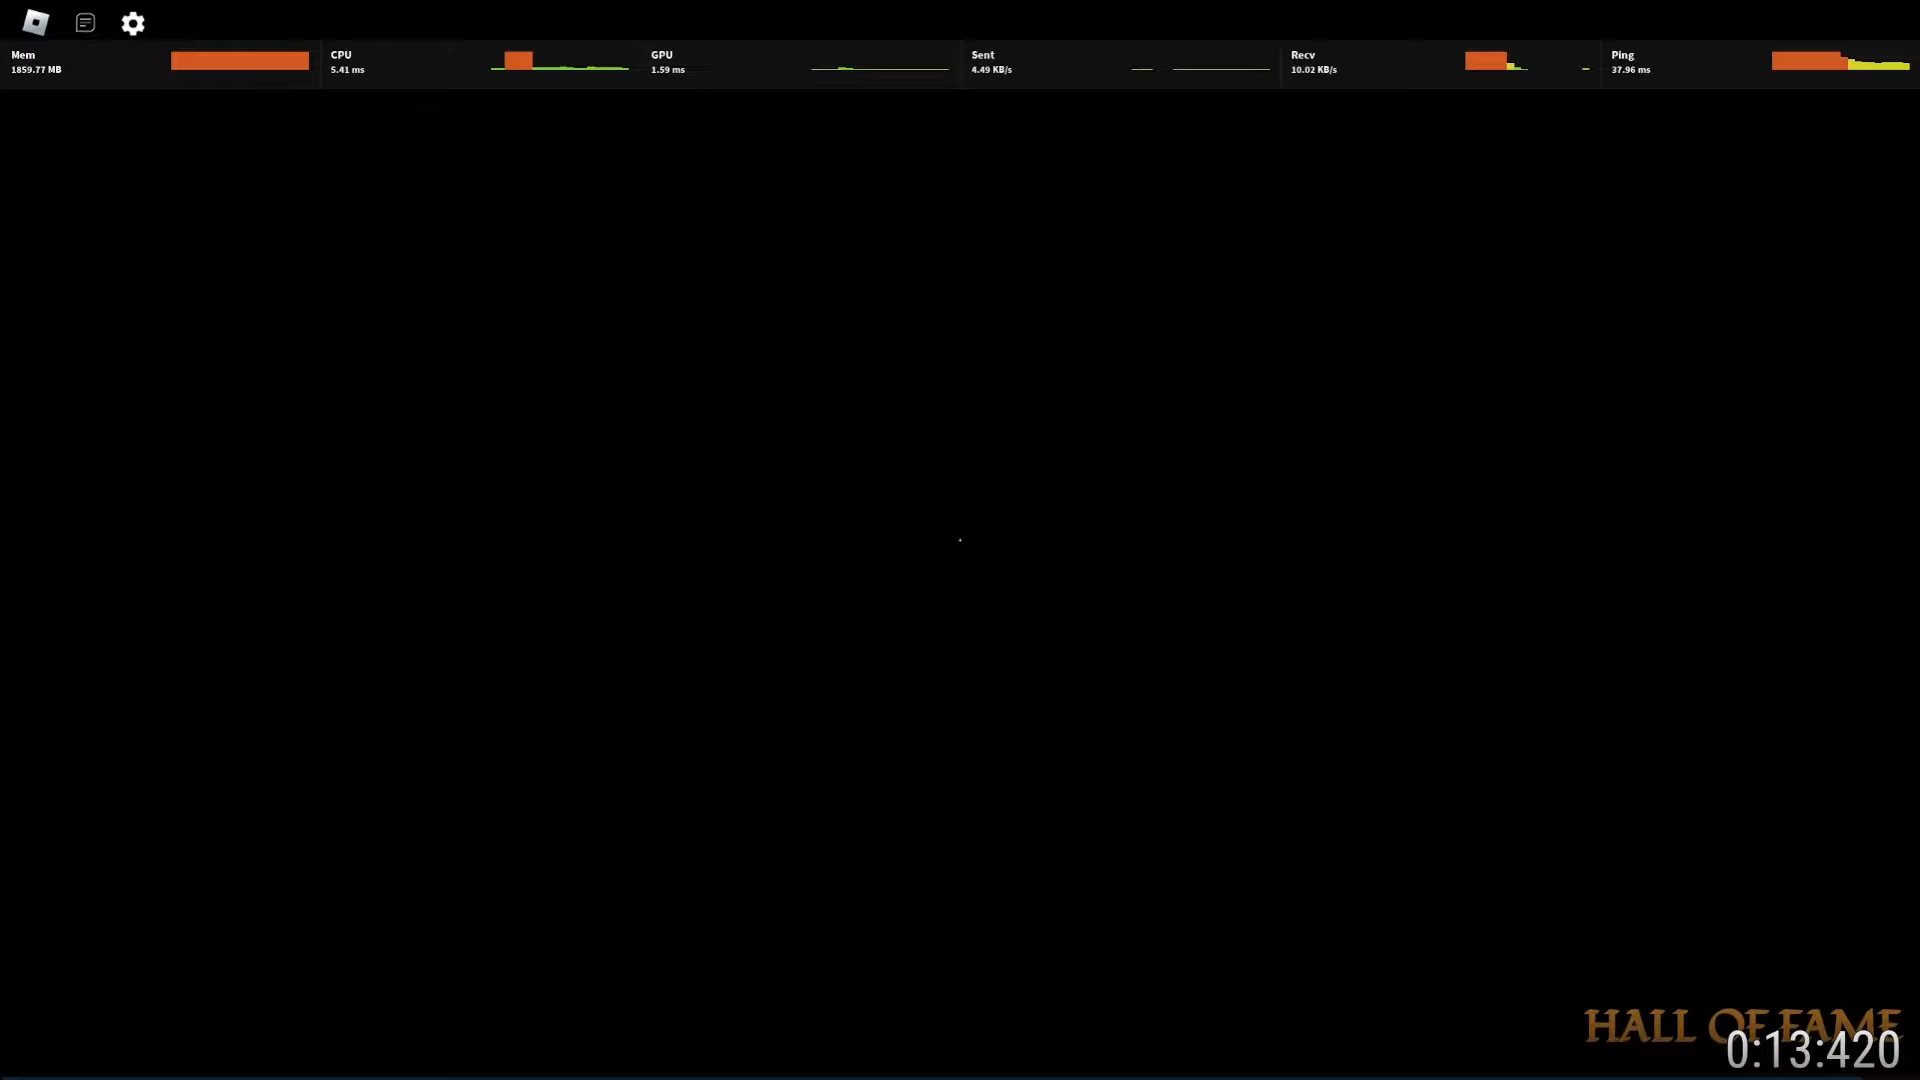 Mem
1859.77 MB
CPU
5.41 ms
GPU
1.59 ms
Sent
4.49 KB/s
Recv
10.02 KB/s
Ping
37.96 ms
HALL OF FAME
0:13:420